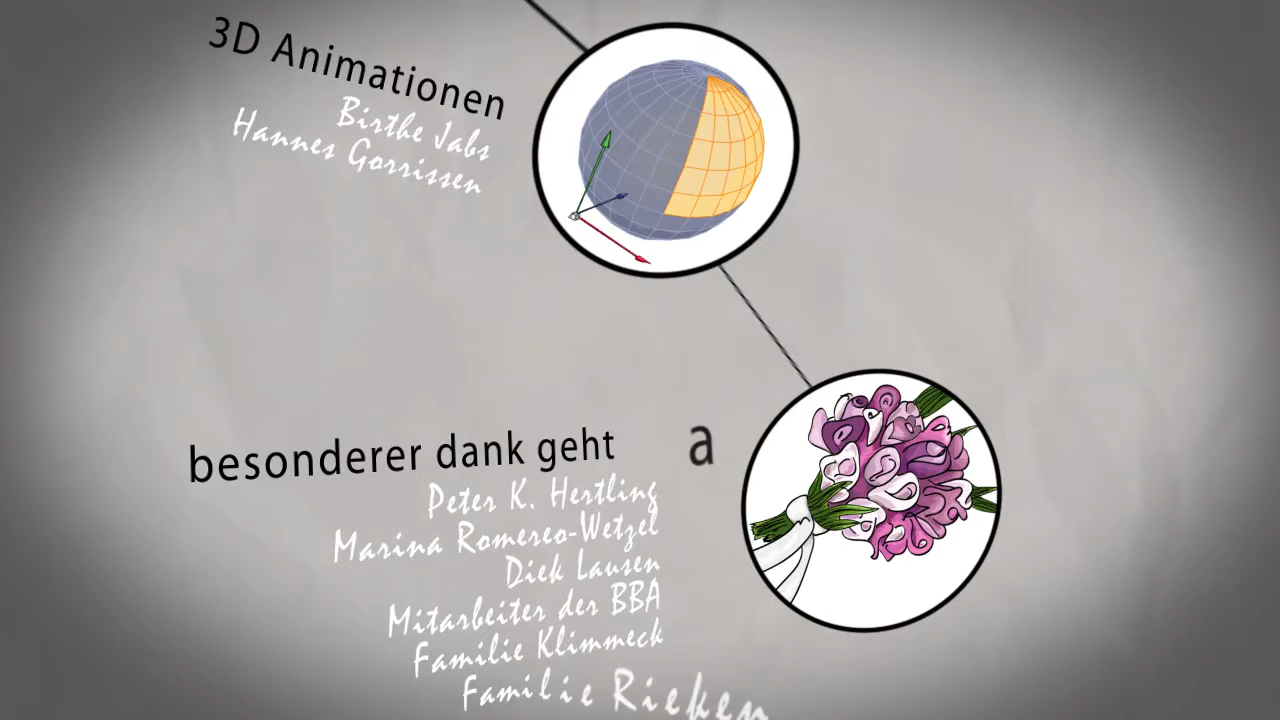 3D Animationen
Birthe Jabs
Hannes Gorrissen
besonderer dank geht a
Peter K. Hertling
Marina Romereo-Wetzel
Diek Lausen
Mitarbeiter der BBA
Familie Klimmeck
Familie Rieken